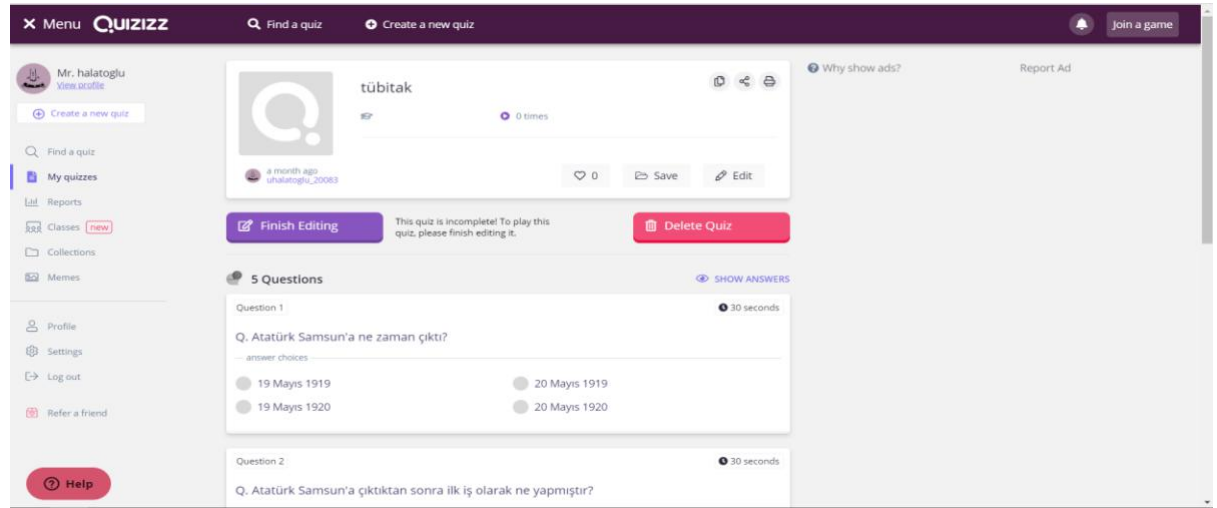 Menu Quizizz Find a quiz Create a new quiz Join a game
Mr. halatoglu
View profile
Create a new quiz
Find a quiz
My quizzes
Reports
Classes new
Collections
Memes
Profile
Settings
Log out
Refer a friend
Help
tübitak
0 times
a month ago
uhalatoglu_20083
0 Save Edit
Finish Editing
This quiz is incomplete! To play this
quiz, please finish editing it.
Delete Quiz
5 Questions SHOW ANSWERS
Question 1 30 seconds
Q. Atatürk Samsun'a ne zaman çıktı?
answer choices
19 Mayıs 1919 20 Mayıs 1919
19 Mayıs 1920 20 Mayıs 1920
Question 2 30 seconds
Q. Atatürk Samsun'a çıktıktan sonra ilk iş olarak ne yapmıştır?
Why show ads? Report Ad